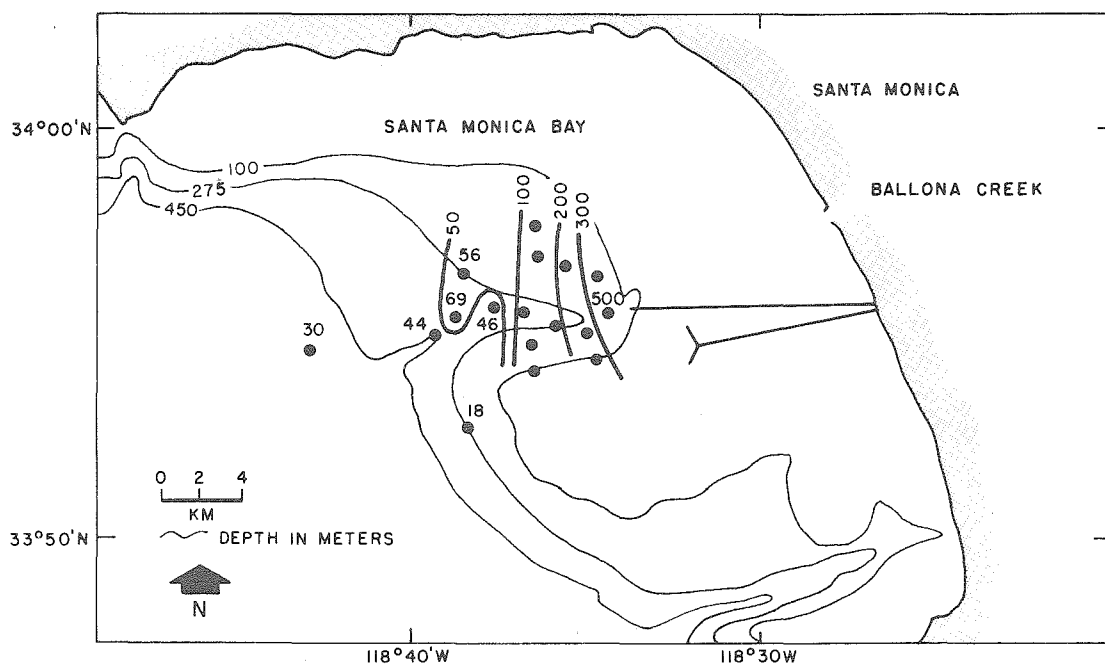 SANTA MONICA
34°00'N
SANTA MONICA BAY
100
275
450
BALLONA CREEK
100
200
300
50
56
500
69
46
44
30
18
0 2 4
KM
DEPTH IN METERS
33°50'N
N
118°40'W
118°30'W